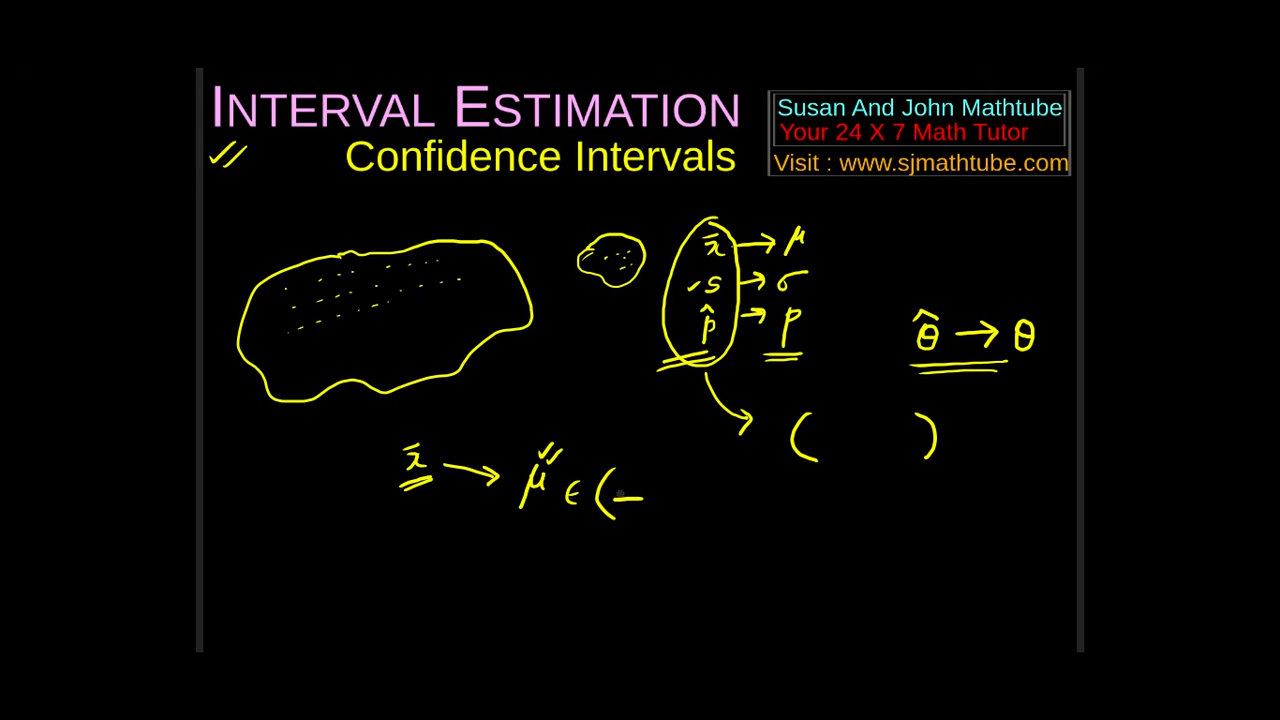 INTERVAL ESTIMATION
Confidence Intervals
Susan And John Mathtube
Your 24 X 7 Math Tutor
Visit : www.sjmathtube.com
x̄ → μ
s → σ
p̂ → p
θ̂ → θ
( )
x̄ → μ ∈ ( –